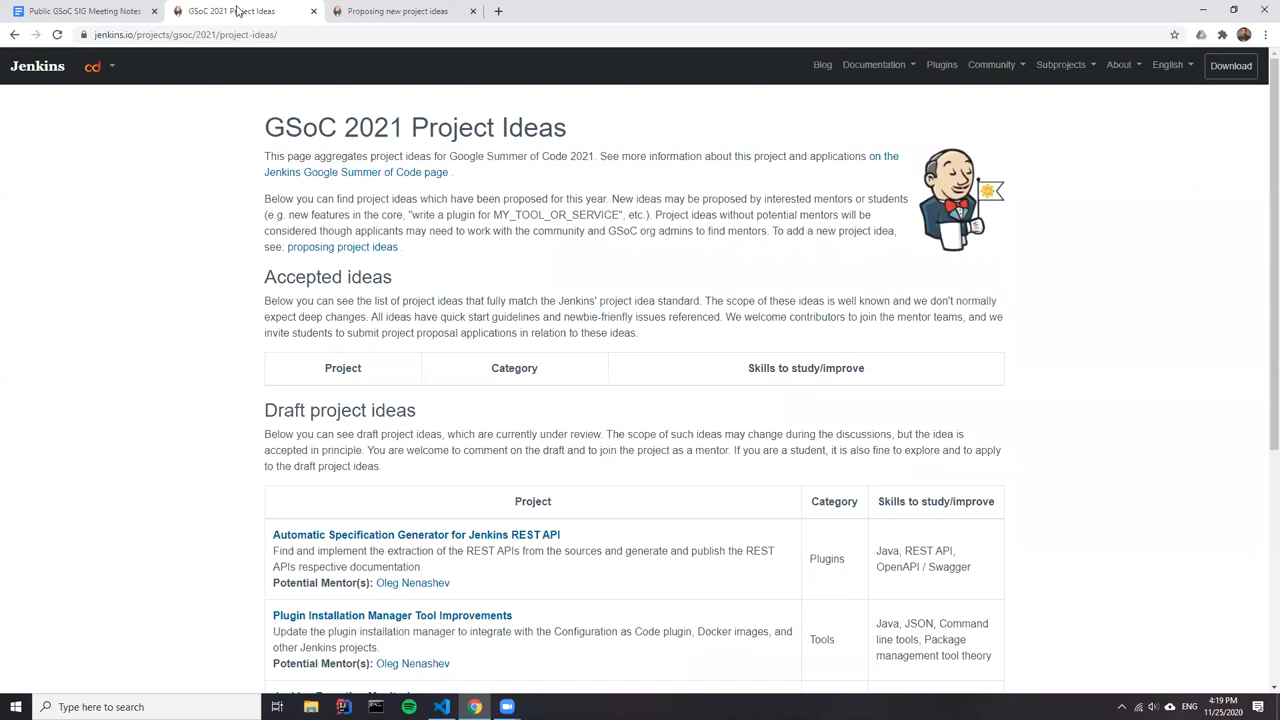 Public GSoC SIG Meeting Notes
GSoC 2021 Project Ideas
Proposing new project ideas
jenkins.io/projects/gsoc/2021/project-ideas/
Jenkins
cd
Blog
Documentation
Plugins
Community
Subprojects
About
English
Download
GSoC 2021 Project Ideas
This page aggregates project ideas for Google Summer of Code 2021. See more information about this project and applications on the
Jenkins Google Summer of Code page .
Below you can find project ideas which have been proposed for this year. New ideas may be proposed by interested mentors or students
(e.g. new features in the core, "write a plugin for MY_TOOL_OR_SERVICE", etc.). Project ideas without potential mentors will be
considered though applicants may need to work with the community and GSoC org admins to find mentors. To add a new project idea,
see: proposing project ideas .
Accepted ideas
Below you can see the list of project ideas that fully match the Jenkins' project idea standard. The scope of these ideas is well known and we don't normally
expect deep changes. All ideas have quick start guidelines and newbie-friendly issues referenced. We welcome contributors to join the mentor teams, and we
invite students to submit project proposal applications in relation to these ideas.
Project
Category
Skills to study/improve
Draft project ideas
Below you can see draft project ideas, which are currently under review. The scope of such ideas may change during the discussions, but the idea is
accepted in principle. You are welcome to comment on the draft and to join the project as a mentor. If you are a student, it is also fine to explore and to apply
to the draft project ideas.
Project
Category
Skills to study/improve
Automatic Specification Generator for Jenkins REST API
Find and implement the extraction of the REST APIs from the sources and generate and publish the REST
APIs respective documentation.
Potential Mentor(s): Oleg Nenashev
Plugins
Java, REST API,
OpenAPI / Swagger
Plugin Installation Manager Tool Improvements
Update the plugin installation manager to integrate with the Configuration as Code plugin, Docker images, and
other Jenkins projects.
Potential Mentor(s): Oleg Nenashev
Tools
Java, JSON, Command
line tools, Package
management tool theory
Type here to search
ENG
4:19 PM
11/25/2020